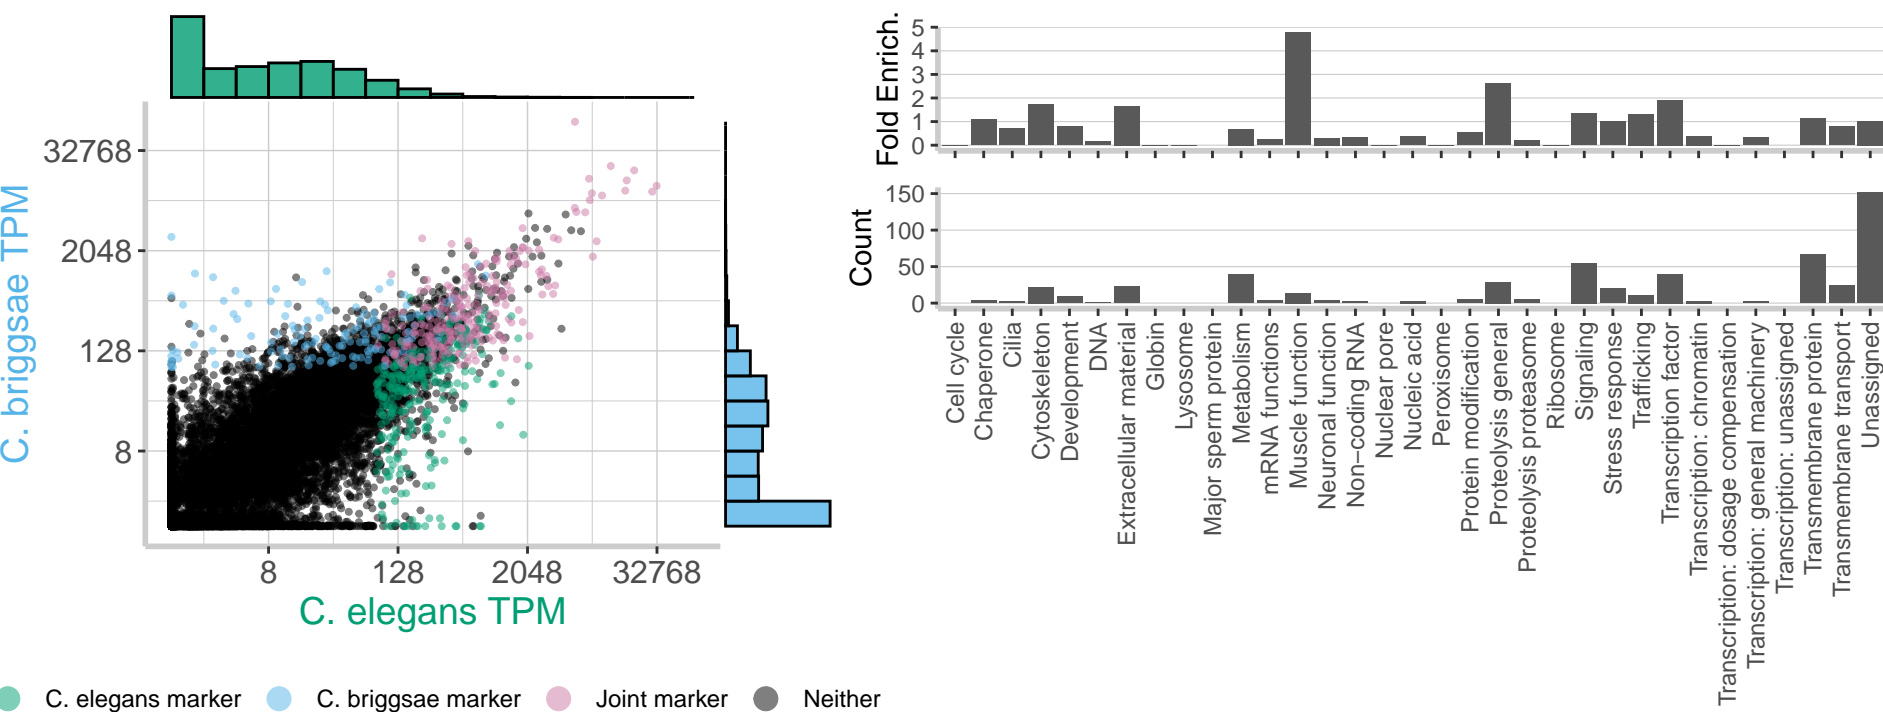 32768
2048
128
8
C. briggsae TPM
8
128
2048
32768
C. elegans TPM
C. elegans marker
C. briggsae marker
Joint marker
Neither
Fold Enrich.
5
4
3
2
1
0
Count
150
100
50
0
Cell cycle
Chaperone
Cilia
Cytoskeleton
Development
DNA
Extracellular material
Globin
Lysosome
Major sperm protein
Metabolism
mRNA functions
Muscle function
Neuronal function
Non−coding RNA
Nuclear pore
Nucleic acid
Peroxisome
Protein modification
Proteolysis general
Proteolysis proteasome
Ribosome
Signaling
Stress response
Trafficking
Transcription factor
Transcription: chromatin
Transcription: dosage compensation
Transcription: general machinery
Transcription: unassigned
Transmembrane protein
Transmembrane transport
Unassigned